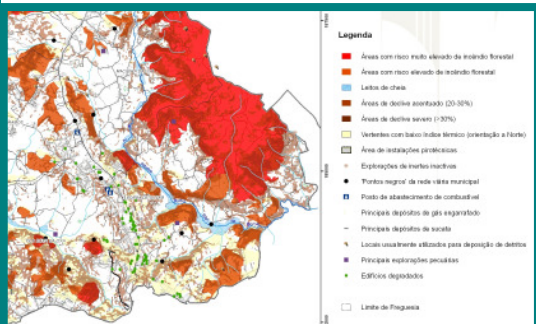 Legenda
Áreas com risco muito elevado de incêndio florestal
Áreas com risco elevado de incêndio florestal
Leitos de cheia
Áreas de declive acentuado (20-30%)
Áreas de declive severo (>30%)
Vertentes com baixo índice térmico (orientação a Norte)
Área de instalações pirotécnicas
Explorações de inertes inactivas
'Pontos negros' da rede viária municipal
Posto de abastecimento de combustível
Principais depósitos de gás engarrafado
Principais depósitos de sucata
Locais usualmente utilizados para deposição de detritos
Principais explorações pecuárias
Edifícios degradados
Limite de Freguesia